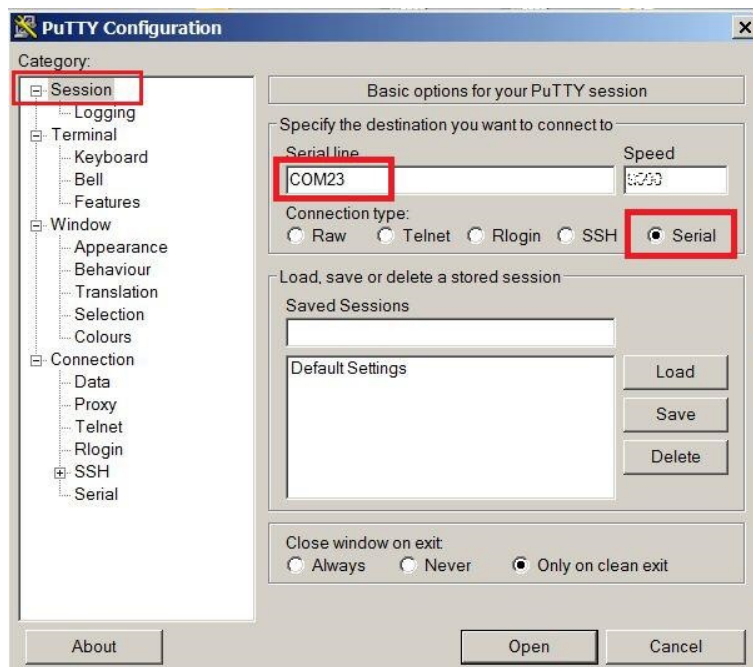 PuTTY Configuration
Category:
Session
Logging
Terminal
Keyboard
Bell
Features
Window
Appearance
Behaviour
Translation
Selection
Colours
Connection
Data
Proxy
Telnet
Rlogin
SSH
Serial
Basic options for your PuTTY session
Specify the destination you want to connect to
Serial line Speed
COM23
Connection type:
Raw Telnet Rlogin SSH Serial
Load, save or delete a stored session
Saved Sessions
Default Settings
Load
Save
Delete
Close window on exit:
Always Never Only on clean exit
About Open Cancel